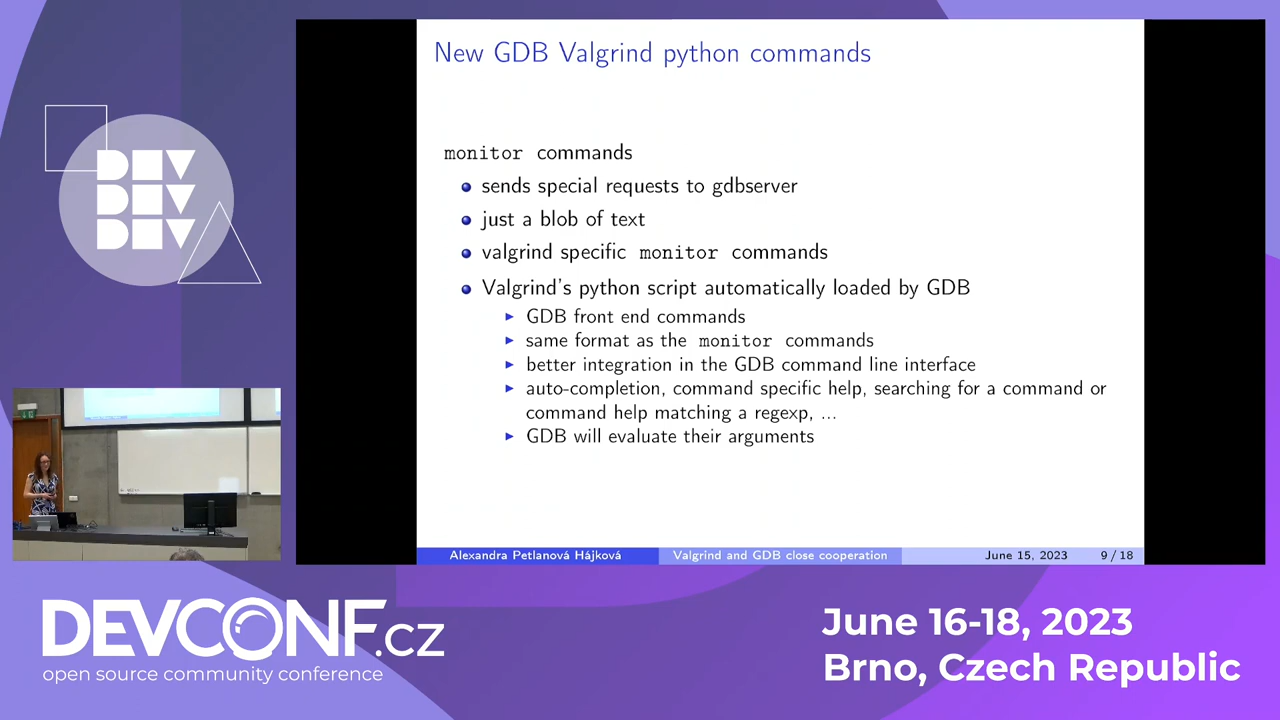 New GDB Valgrind python commands
monitor commands
sends special requests to gdbserver
just a blob of text
valgrind specific monitor commands
Valgrind's python script automatically loaded by GDB
GDB front end commands
same format as the monitor commands
better integration in the GDB command line interface
auto-completion, command specific help, searching for a command or
command help matching a regexp, ...
GDB will evaluate their arguments
Alexandra Petlanová Hájková
Valgrind and GDB close cooperation
June 15, 2023
9 / 18
DEV
DEV
DEV
DEVCONF.cz
open source community conference
June 16-18, 2023
Brno, Czech Republic